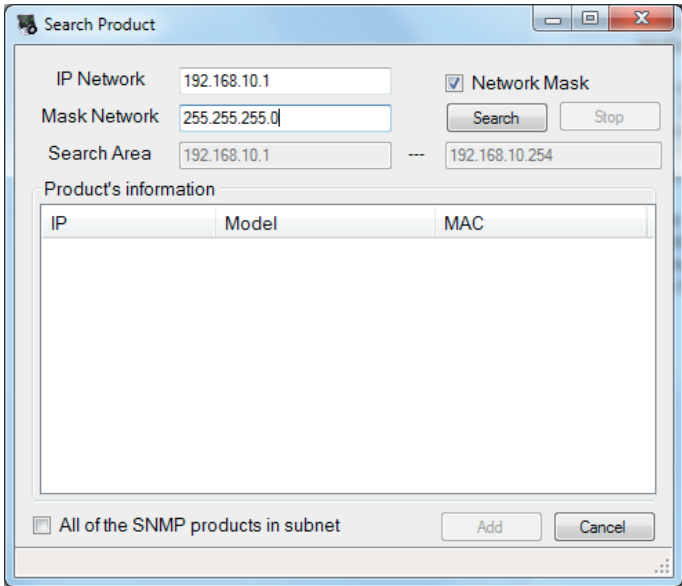 Search Product
IP Network 192.168.10.1 Network Mask
Mask Network 255.255.255.0 Search Stop
Search Area 192.168.10.1 --- 192.168.10.254
Product's information
IP Model MAC
All of the SNMP products in subnet Add Cancel